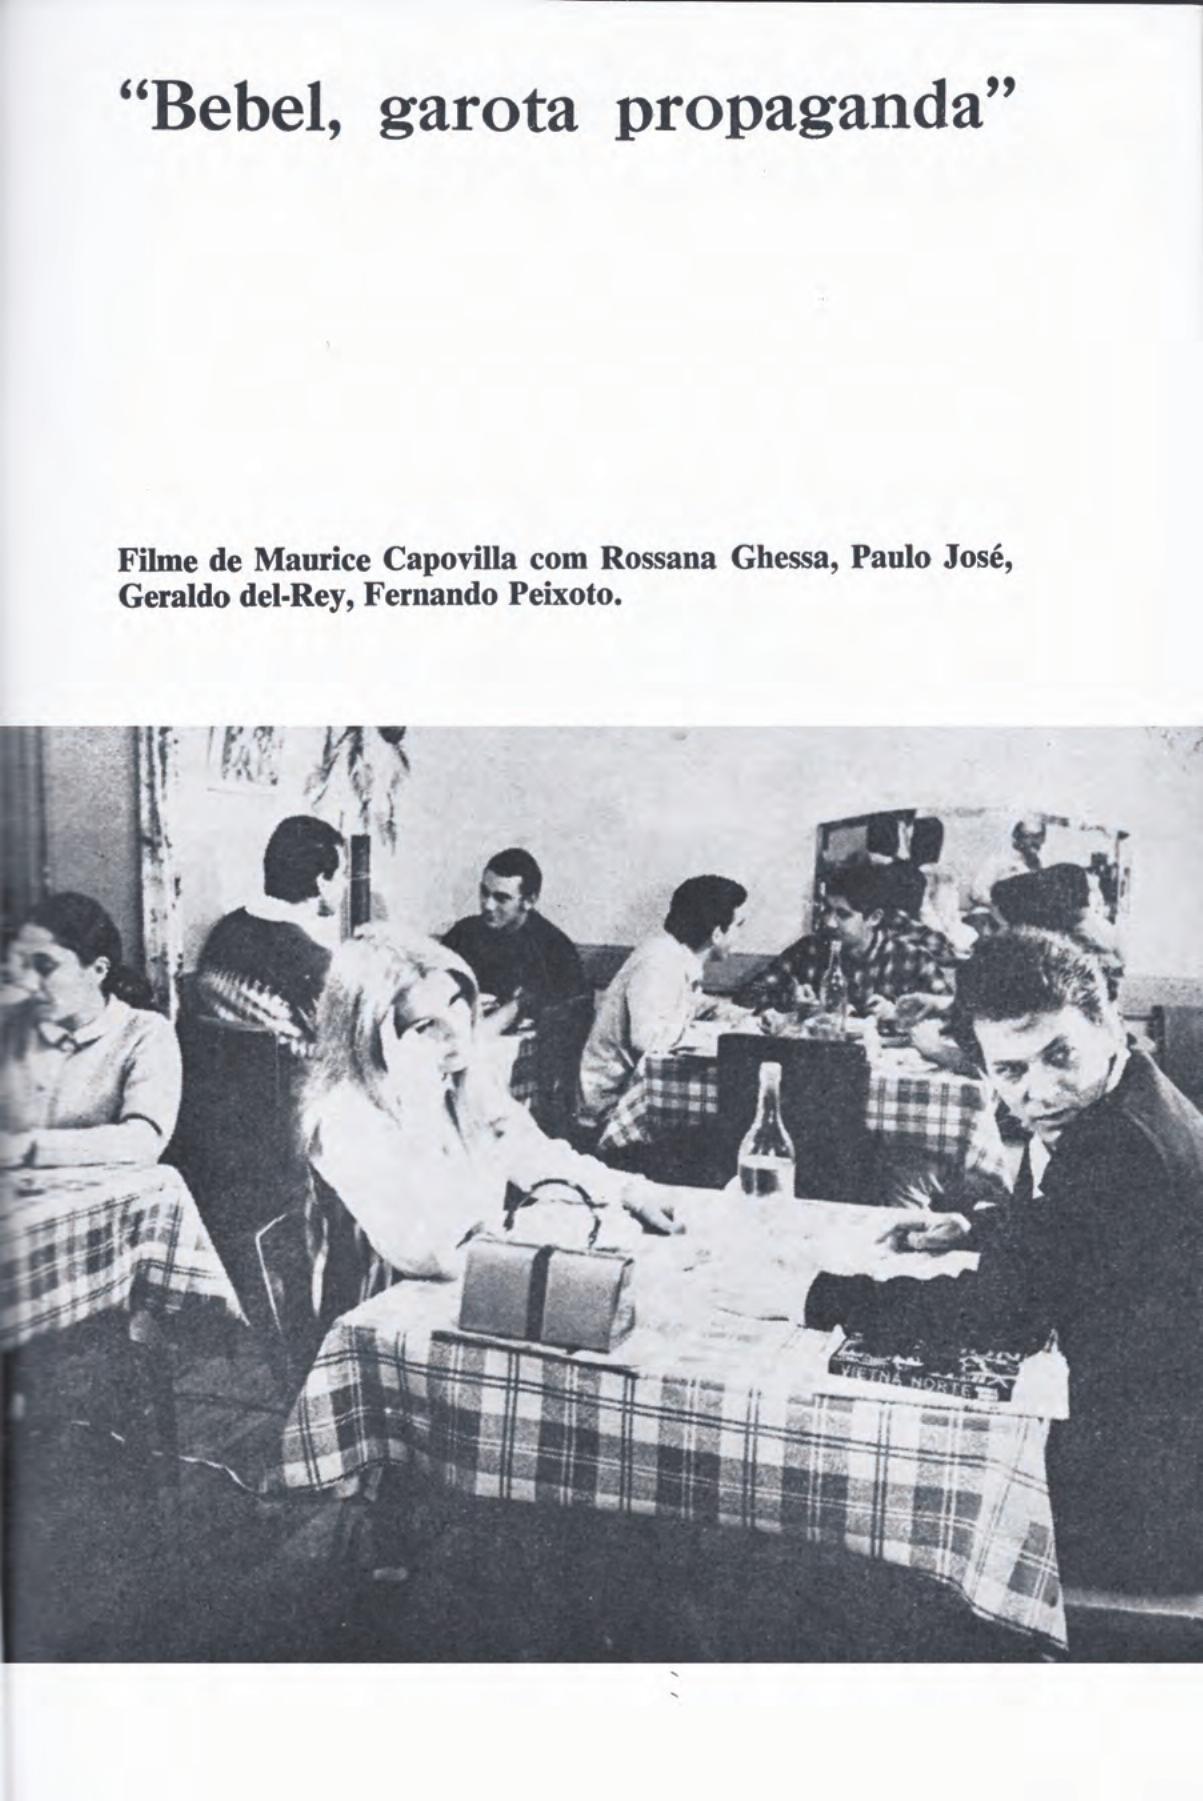 “Bebel, garota propaganda”
Filme de Maurice Capovilla com Rossana Ghessa, Paulo José,
Geraldo del-Rey, Fernando Peixoto.
VIETNÃ NORTE